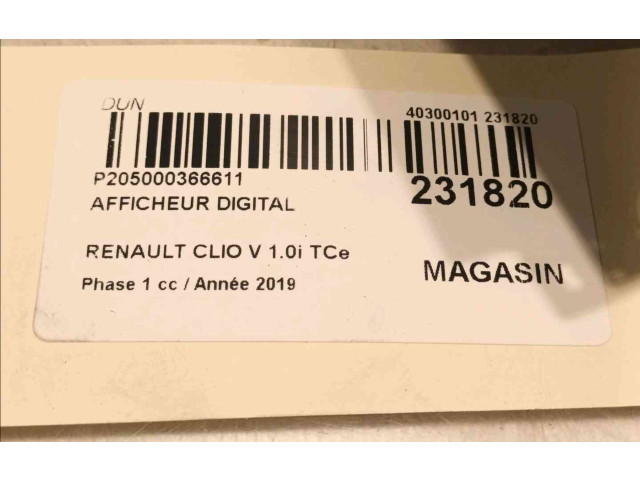 DUN
40300101 231820
P205000366611
231820
AFFICHEUR DIGITAL
RENAULT CLIO V 1.0i TCe
MAGASIN
Phase 1 cc / Année 2019